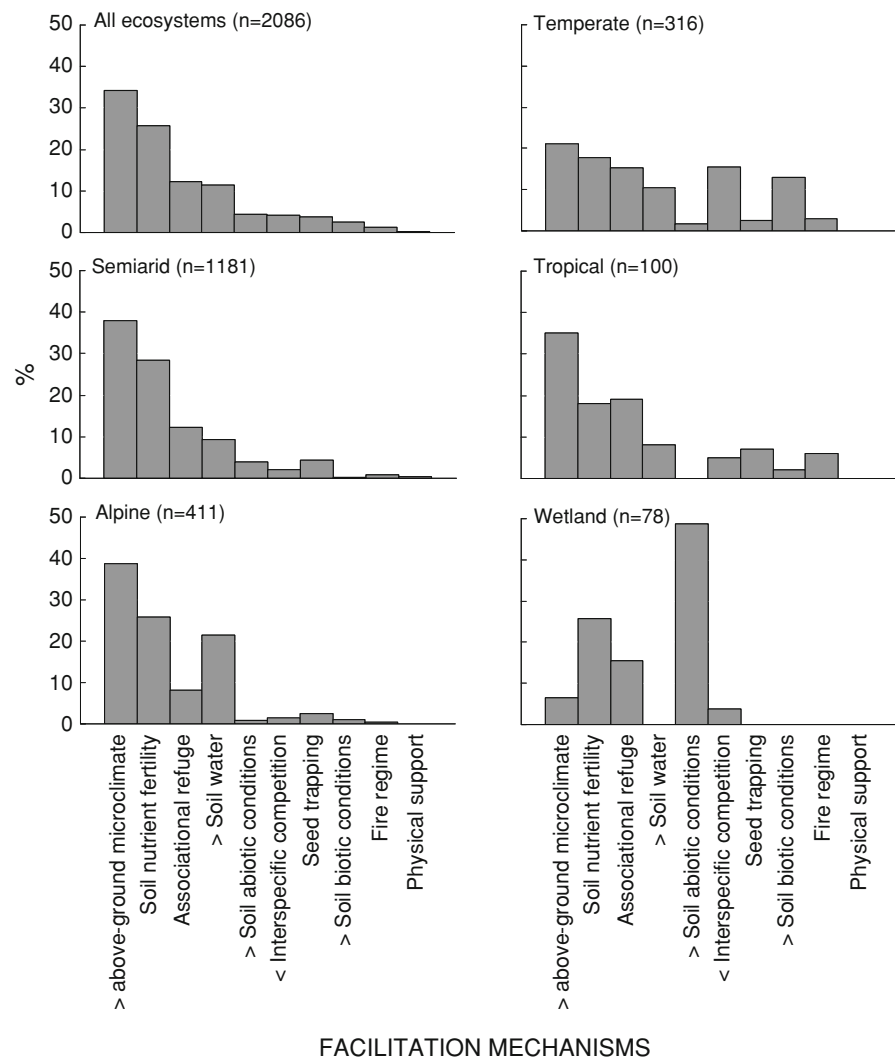 All ecosystems (n=2086)
50
40
30
20
10
0
Temperate (n=316)
Semiarid (n=1181)
50
40
30
20
10
0
Tropical (n=100)
%
Alpine (n=411)
50
40
30
20
10
0
Wetland (n=78)
> above-ground microclimate
Soil nutrient fertility
Associational refuge
> Soil water
> Soil abiotic conditions
< Interspecific competition
Seed trapping
> Soil biotic conditions
Fire regime
Physical support
> above-ground microclimate
Soil nutrient fertility
Associational refuge
> Soil water
> Soil abiotic conditions
< Interspecific competition
Seed trapping
> Soil biotic conditions
Fire regime
Physical support
FACILITATION MECHANISMS